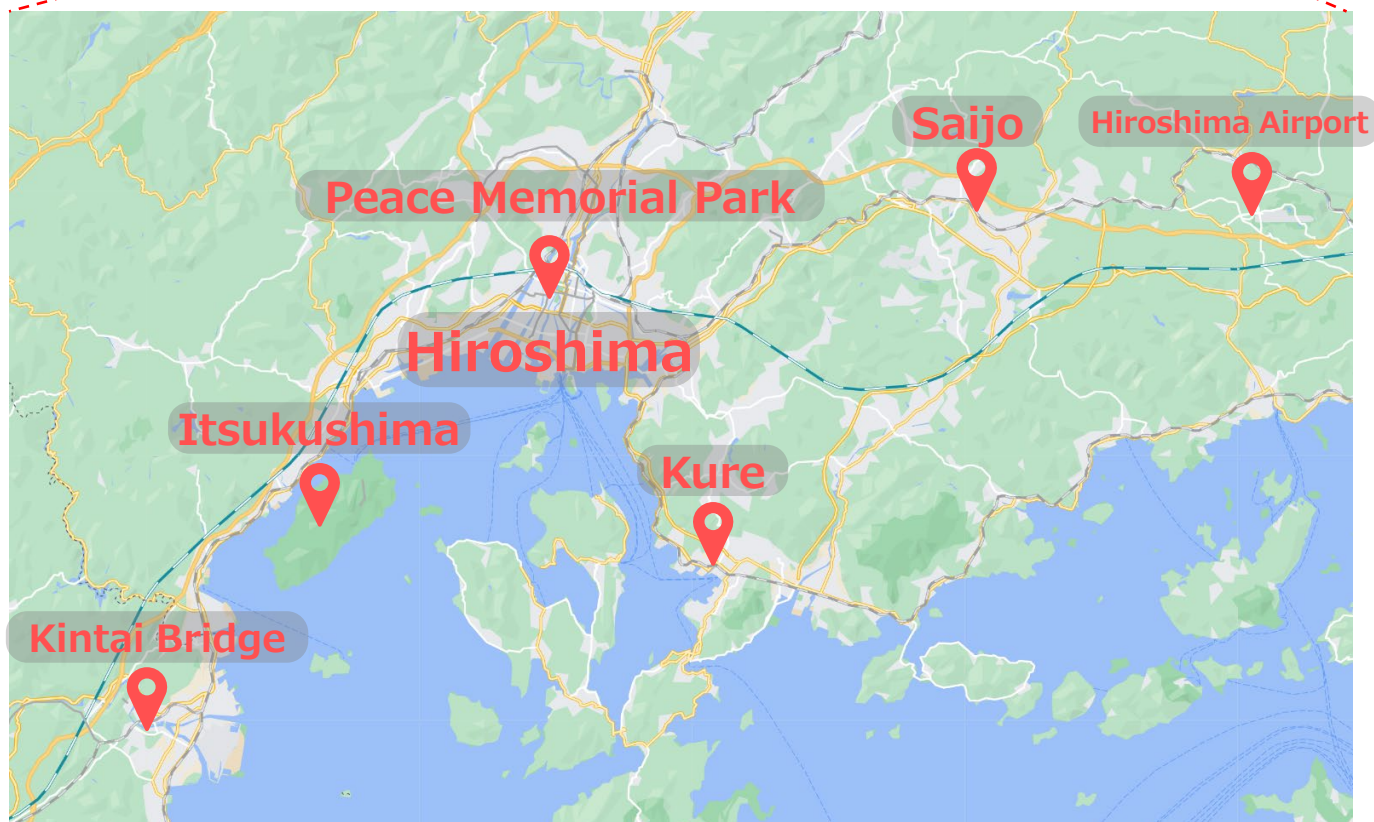 Saijo
Hiroshima Airport
Peace Memorial Park
Hiroshima
Itsukushima
Kure
Kintai Bridge